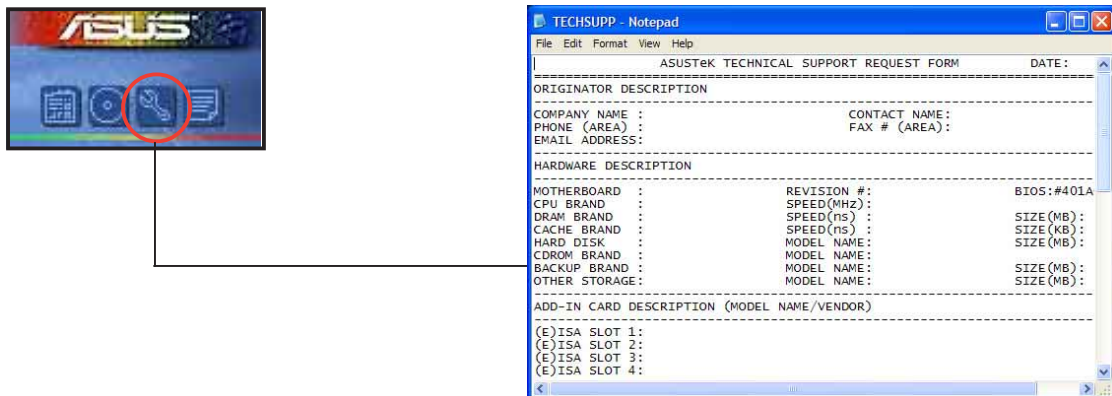 ASUS
TECHSUPP - Notepad
File Edit Format View Help
ASUSTeK TECHNICAL SUPPORT REQUEST FORM DATE:
ORIGINATOR DESCRIPTION
COMPANY NAME : CONTACT NAME:
PHONE (AREA) : FAX # (AREA):
EMAIL ADDRESS:
HARDWARE DESCRIPTION
MOTHERBOARD : REVISION #: BIOS:#401A
CPU BRAND : SPEED(MHz):
DRAM BRAND : SPEED(ns) : SIZE(MB):
CACHE BRAND : SPEED(ns) : SIZE(KB):
HARD DISK : MODEL NAME: SIZE(MB):
CDROM BRAND : MODEL NAME:
BACKUP BRAND : MODEL NAME: SIZE(MB):
OTHER STORAGE: MODEL NAME: SIZE(MB):
ADD-IN CARD DESCRIPTION (MODEL NAME/VENDOR)
(E)ISA SLOT 1:
(E)ISA SLOT 2:
(E)ISA SLOT 3:
(E)ISA SLOT 4: